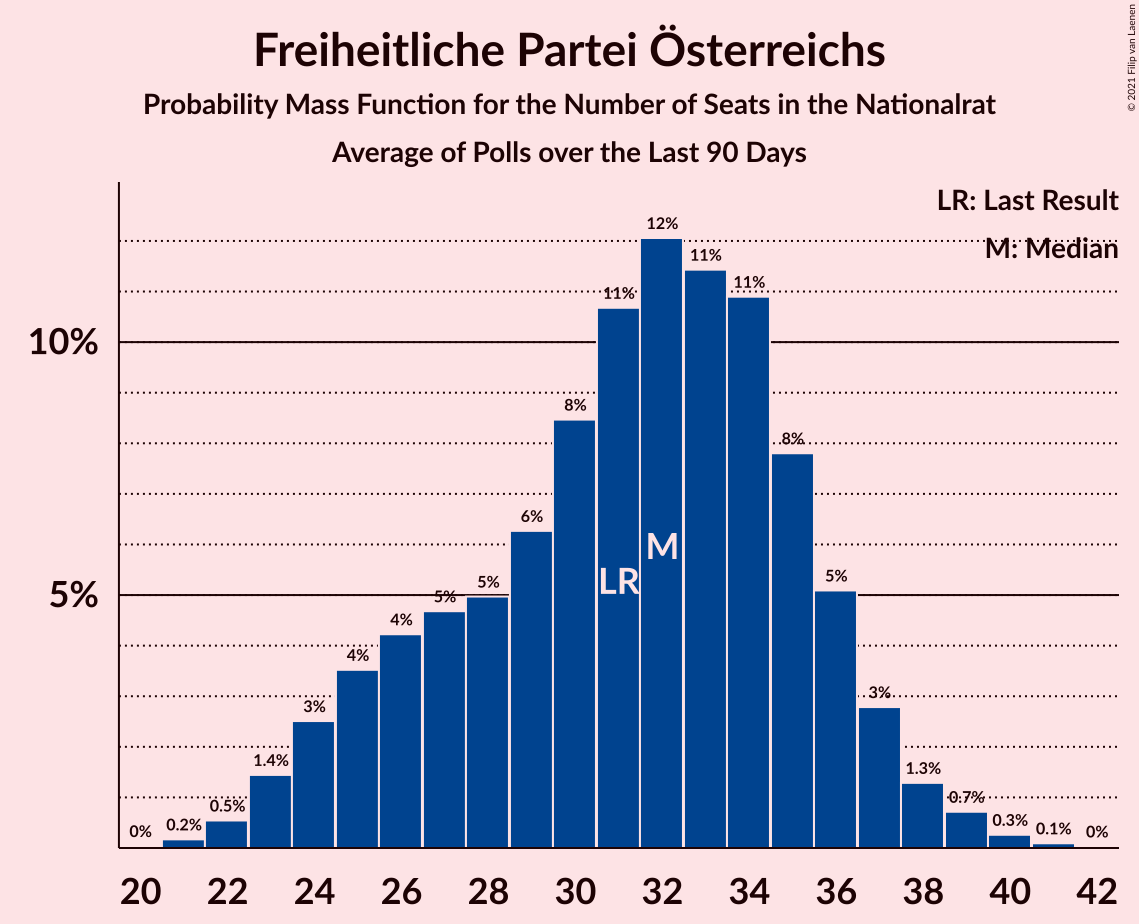 Freiheitliche Partei Österreichs
Probability Mass Function for the Number of Seats in the Nationalrat
Average of Polls over the Last 90 Days
© 2021 Filip van Laenen
LR: Last Result
M: Median
10%
5%
0%
0.2%
0.5%
1.4%
3%
4%
4%
5%
5%
6%
8%
11%
12%
11%
11%
8%
5%
3%
1.3%
0.7%
0.3%
0.1%
0%
LR
M
20 22 24 26 28 30 32 34 36 38 40 42